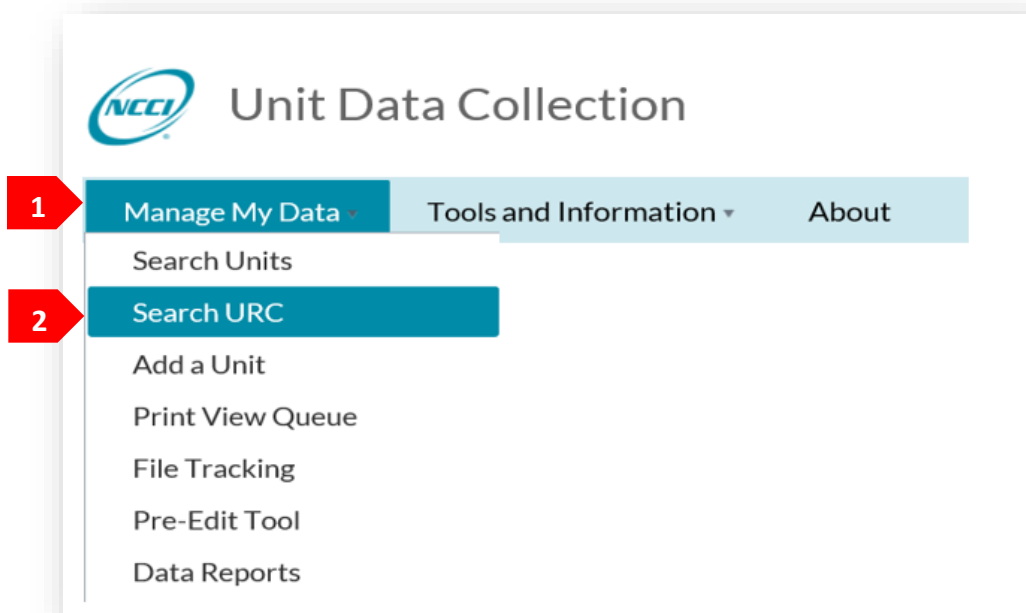 NCCI
Unit Data Collection
1
Manage My Data Tools and Information About
Search Units
2
Search URC
Add a Unit
Print View Queue
File Tracking
Pre-Edit Tool
Data Reports